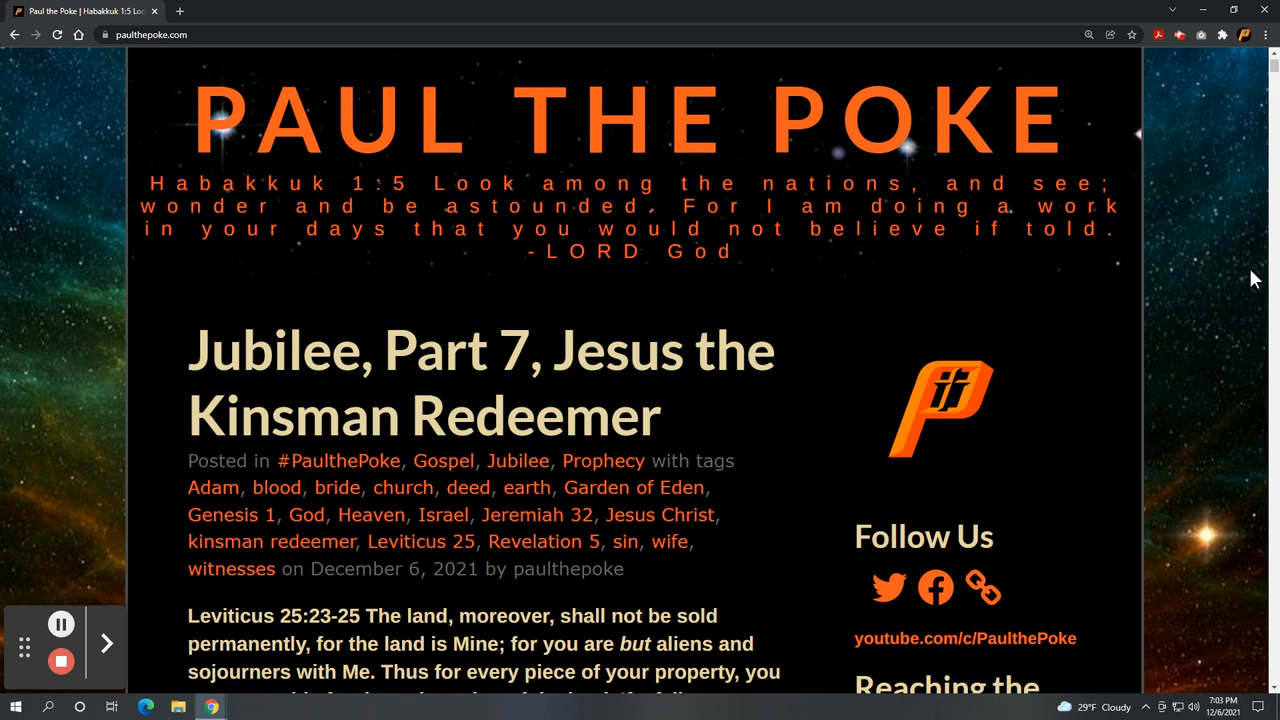 Paul the Poke | Habakkuk 1:5 Loo
paulthepoke.com
PAUL THE POKE
Habakkuk 1:5 Look among the nations, and see;
wonder and be astounded. For I am doing a work
in your days that you would not believe if told.
-LORD God
Jubilee, Part 7, Jesus the
Kinsman Redeemer
Posted in #PaulthePoke, Gospel, Jubilee, Prophecy with tags
Adam, blood, bride, church, deed, earth, Garden of Eden,
Genesis 1, God, Heaven, Israel, Jeremiah 32, Jesus Christ,
kinsman redeemer, Leviticus 25, Revelation 5, sin, wife,
witnesses on December 6, 2021 by paulthepoke
Leviticus 25:23-25 The land, moreover, shall not be sold
permanently, for the land is Mine; for you are but aliens and
sojourners with Me. Thus for every piece of your property, you
Follow Us
youtube.com/c/PaulthePoke
Reaching the
29°F Cloudy
7:03 PM
12/6/2021